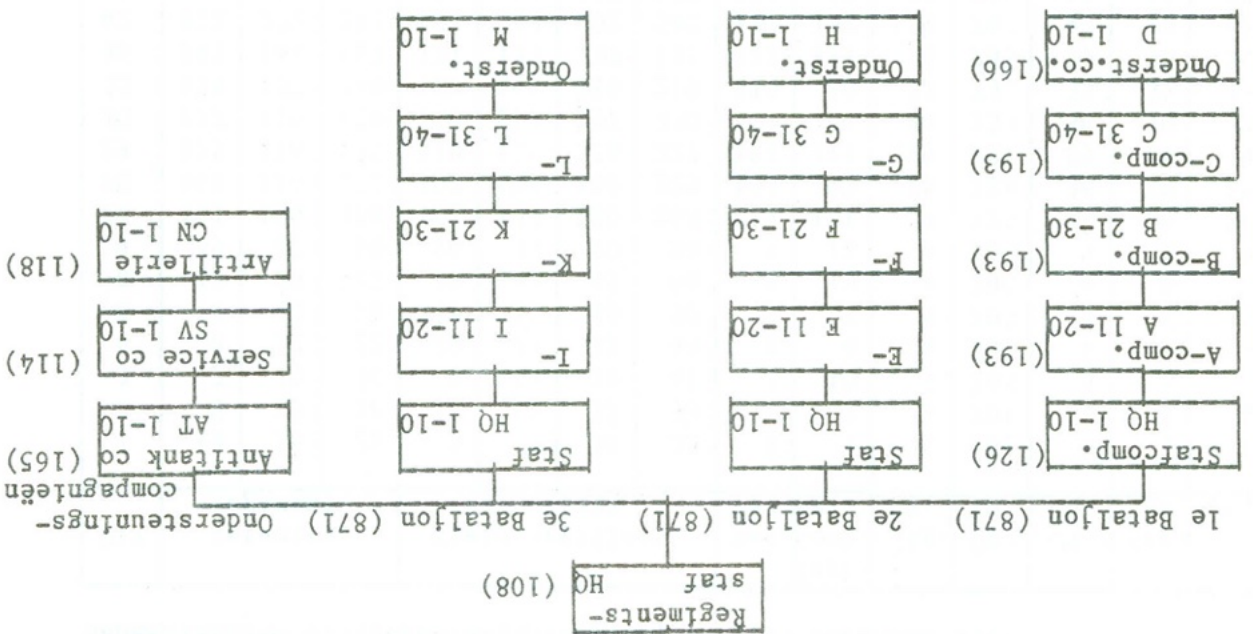 Regiments-
staf HQ (108)
1e Bataljon (871) 2e Bataljon (871) 3e Bataljon (871) Ondersteunings-
compagnieën
Stafcomp. (126) Staf Staf Antitank co (165)
HQ 1-10 HQ 1-10 HQ 1-10 AT 1-10
A-comp. (193) E- I- Service co (114)
A 11-20 E 11-20 I 11-20 SV 1-10
B-comp. (193) F- K- Artillerie (118)
B 21-30 F 21-30 K 21-30 CN 1-10
C-comp. (193) G- L-
C 31-40 G 31-40 L 31-40
Onderst.co. (166) Onderst. Onderst.
D 1-10 H 1-10 M 1-10